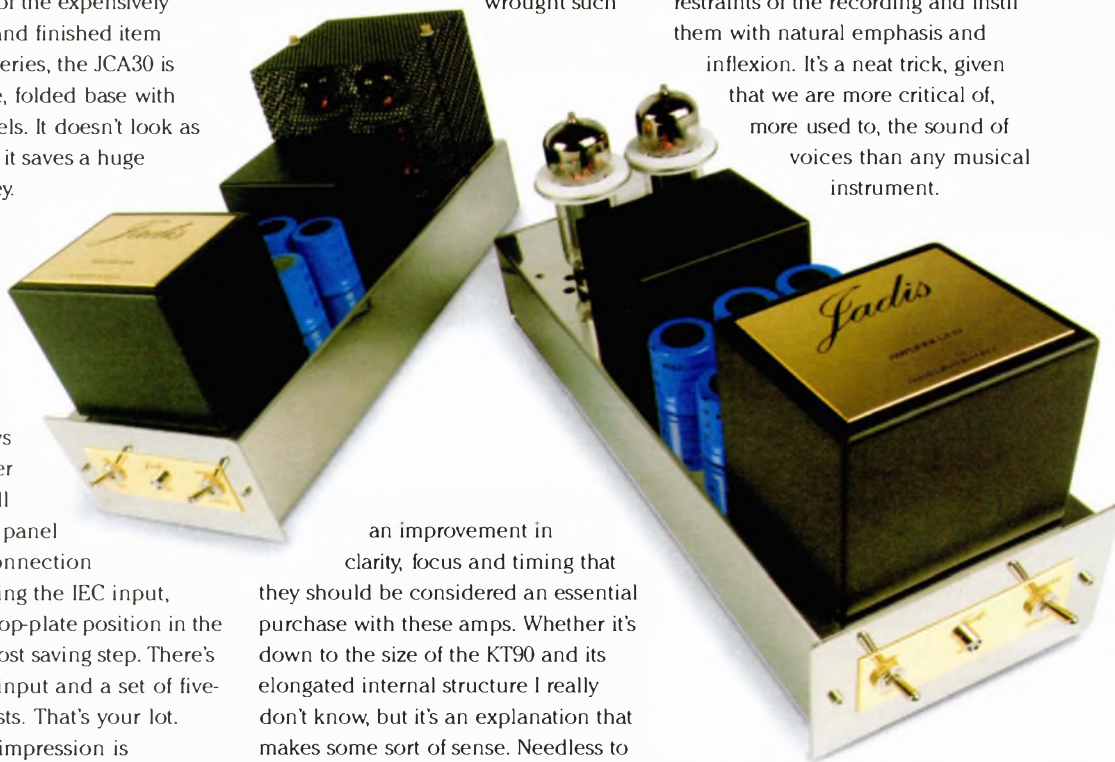 of the expensively
and finished item
eries, the JCA30 is
e, folded base with
els. It doesn't look as
it saves a huge
ey.
ys
er
ll
panel
onnection
ing the IEC input,
op-plate position in the
ost saving step. There's
input and a set of five-
sts. That's your lot.
impression is
wrought such
an improvement in
clarity, focus and timing that
they should be considered an essential
purchase with these amps. Whether it's
down to the size of the KT90 and its
elongated internal structure I really
don't know, but it's an explanation that
makes some sort of sense. Needless to
restraints of the recording and instil
them with natural emphasis and
inflexion. It's a neat trick, given
that we are more critical of,
more used to, the sound of
voices than any musical
instrument.
Jadis
Jadis